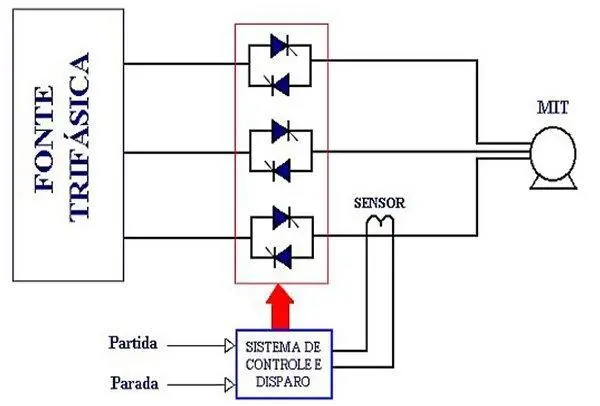 FONTE
TRIFÁSICA
MIT
SENSOR
Partida
Parada
SISTEMA DE
CONTROLE E
DISPARO